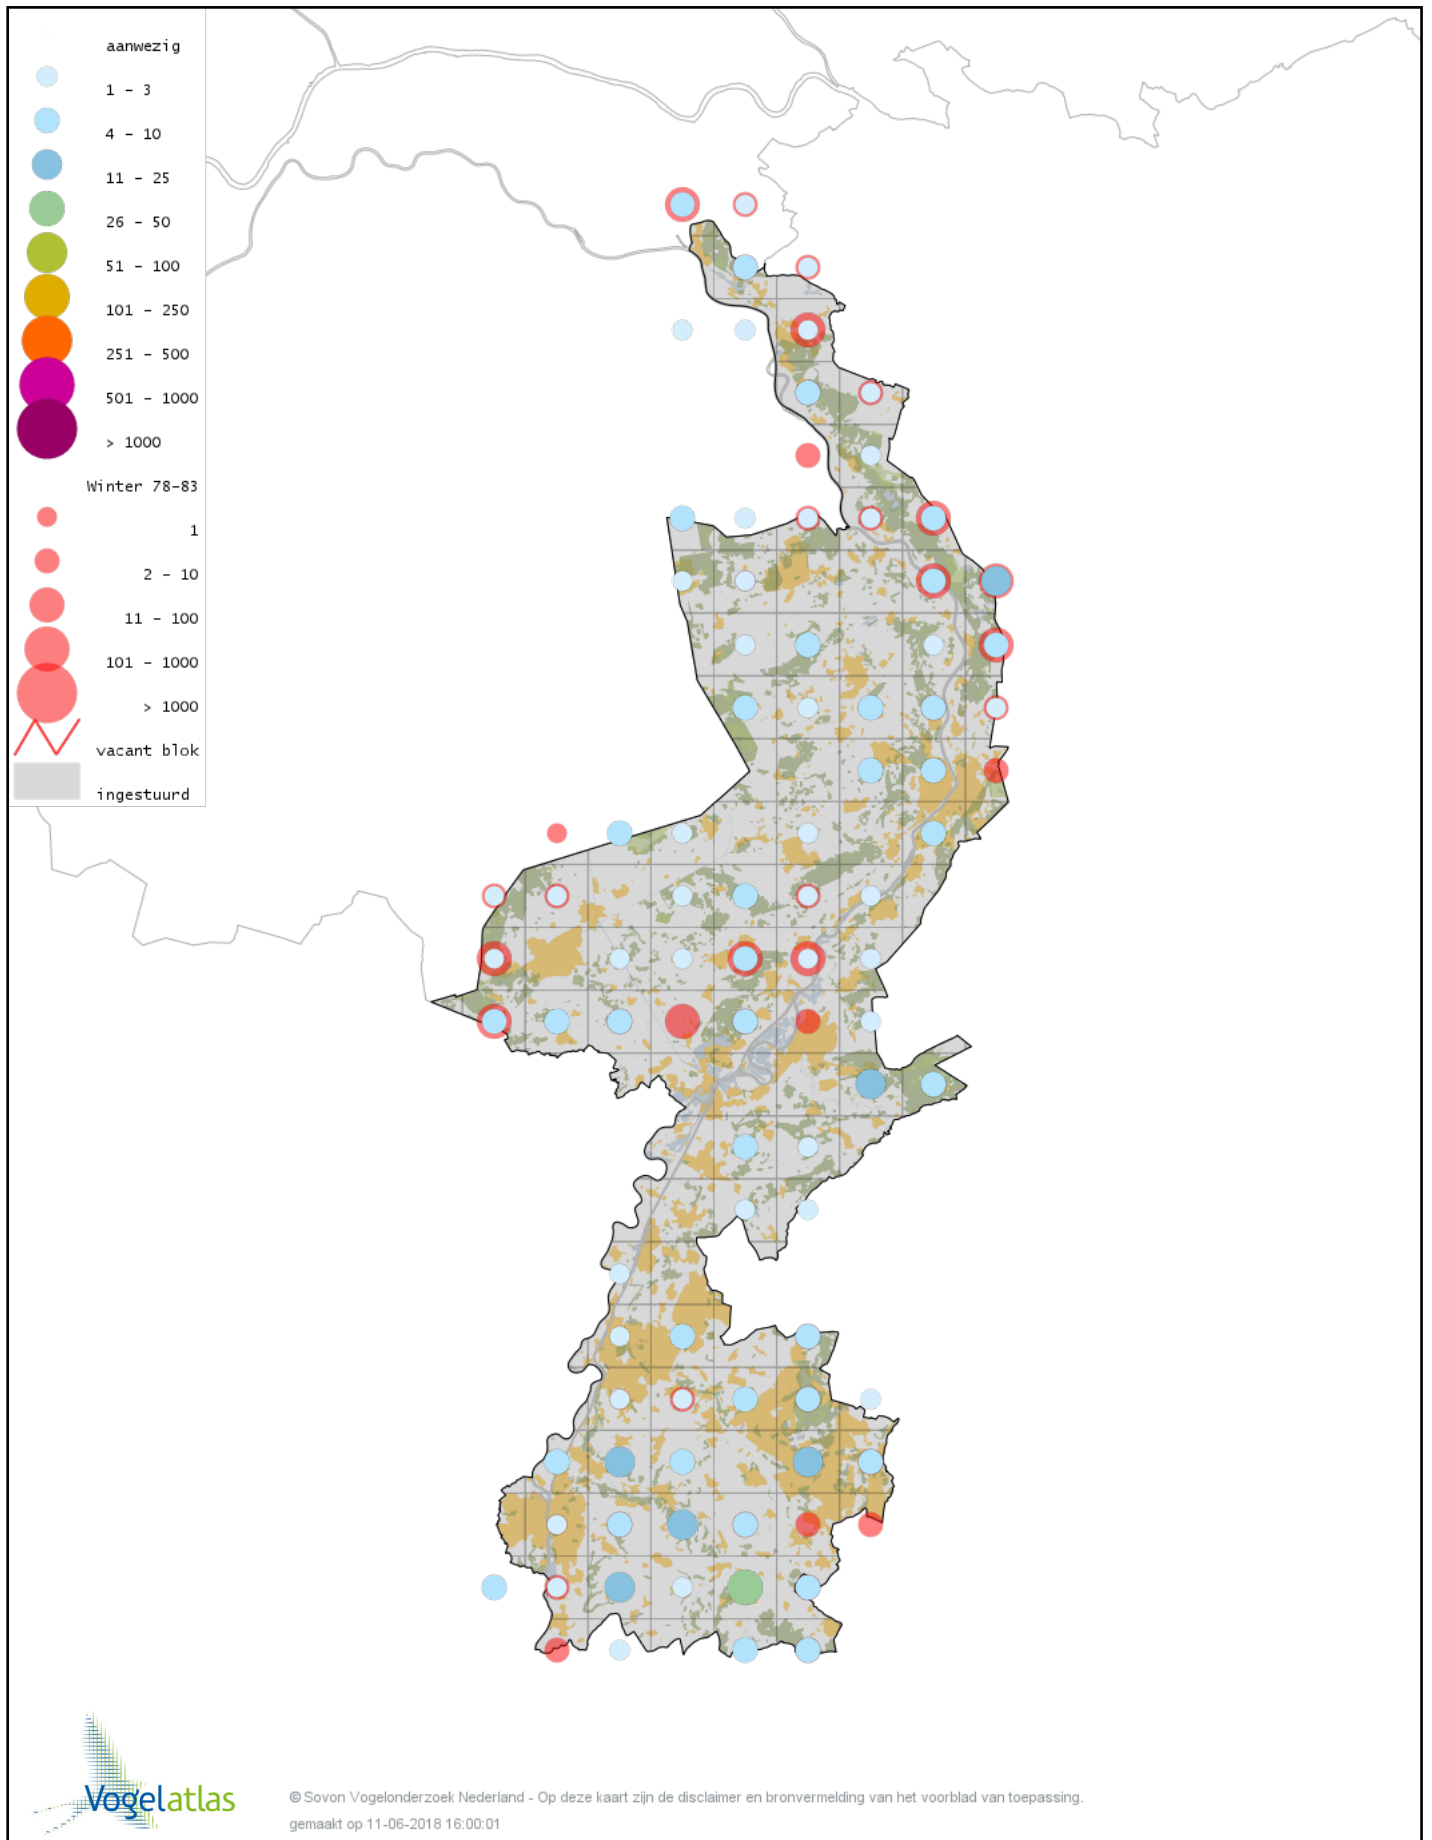 aanwezig
1 – 3
4 – 10
11 – 25
26 – 50
51 – 100
101 – 250
251 – 500
501 – 1000
> 1000
Winter 78-83
1
2 – 10
11 – 100
101 – 1000
> 1000
vacant blok
ingestuurd
Vogelatlas
© Sovon Vogelonderzoek Nederland - Op deze kaart zijn de disclaimer en bronvermelding van het voorblad van toepassing.
gemaakt op 11-06-2018 16:00:01